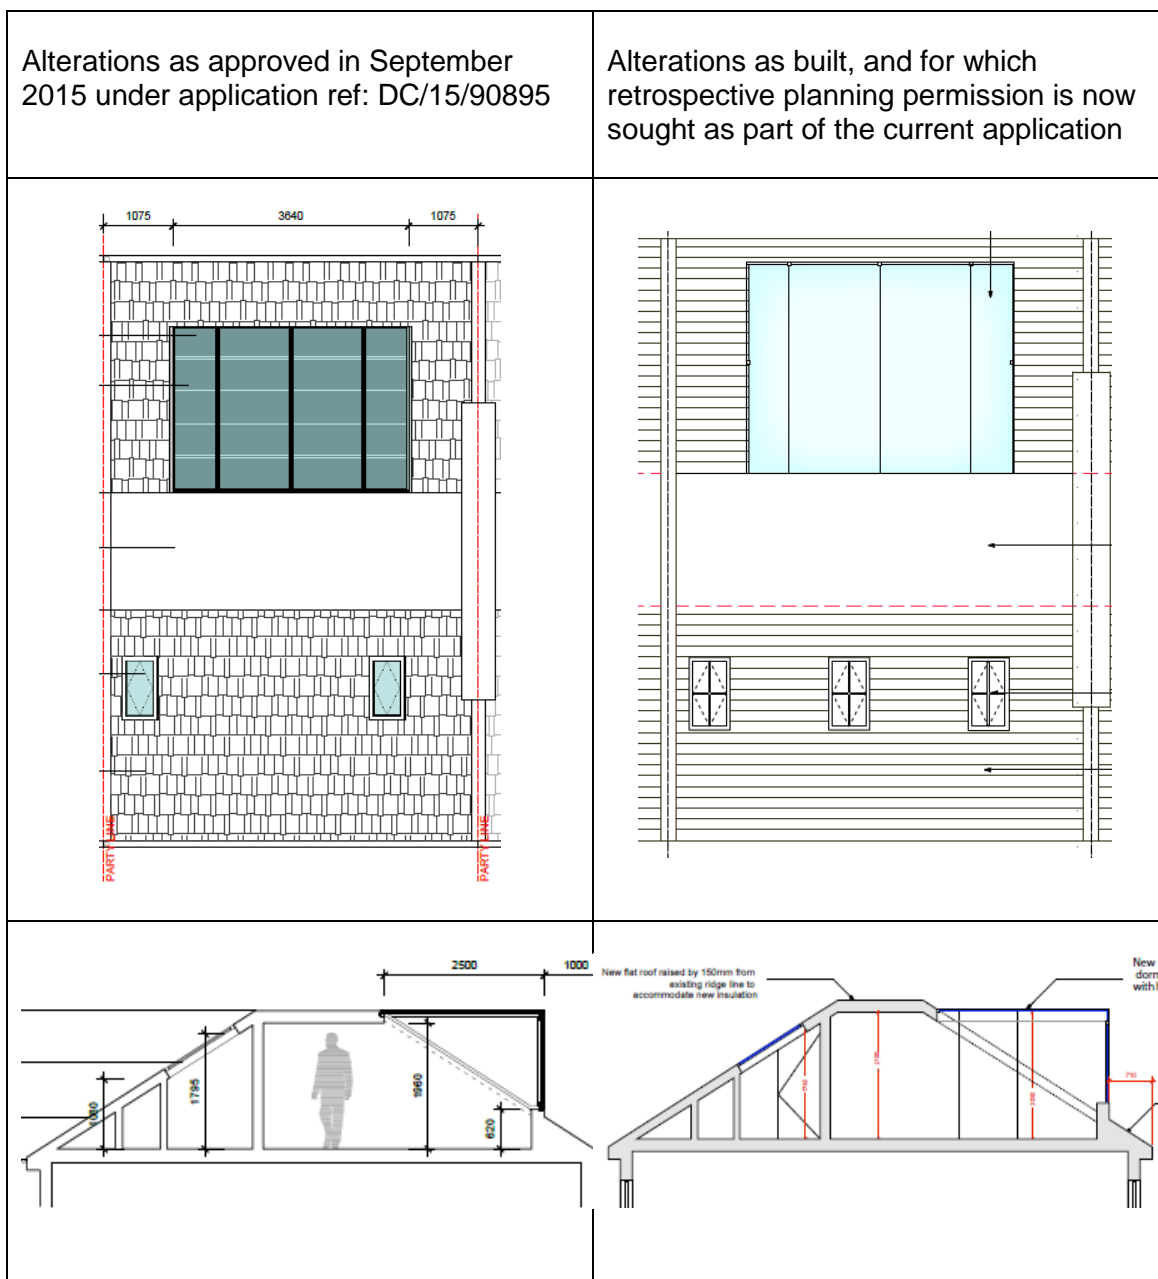 Alterations as approved in September
2015 under application ref: DC/15/90895
Alterations as built, and for which
retrospective planning permission is now
sought as part of the current application
1075
3640
1075
PARTY LINE
PARTY LINE
2500
1000
1795
1960
620
New flat roof raised by 150mm from
existing ridge line to
accommodate new insulation
New
dorm
with
710